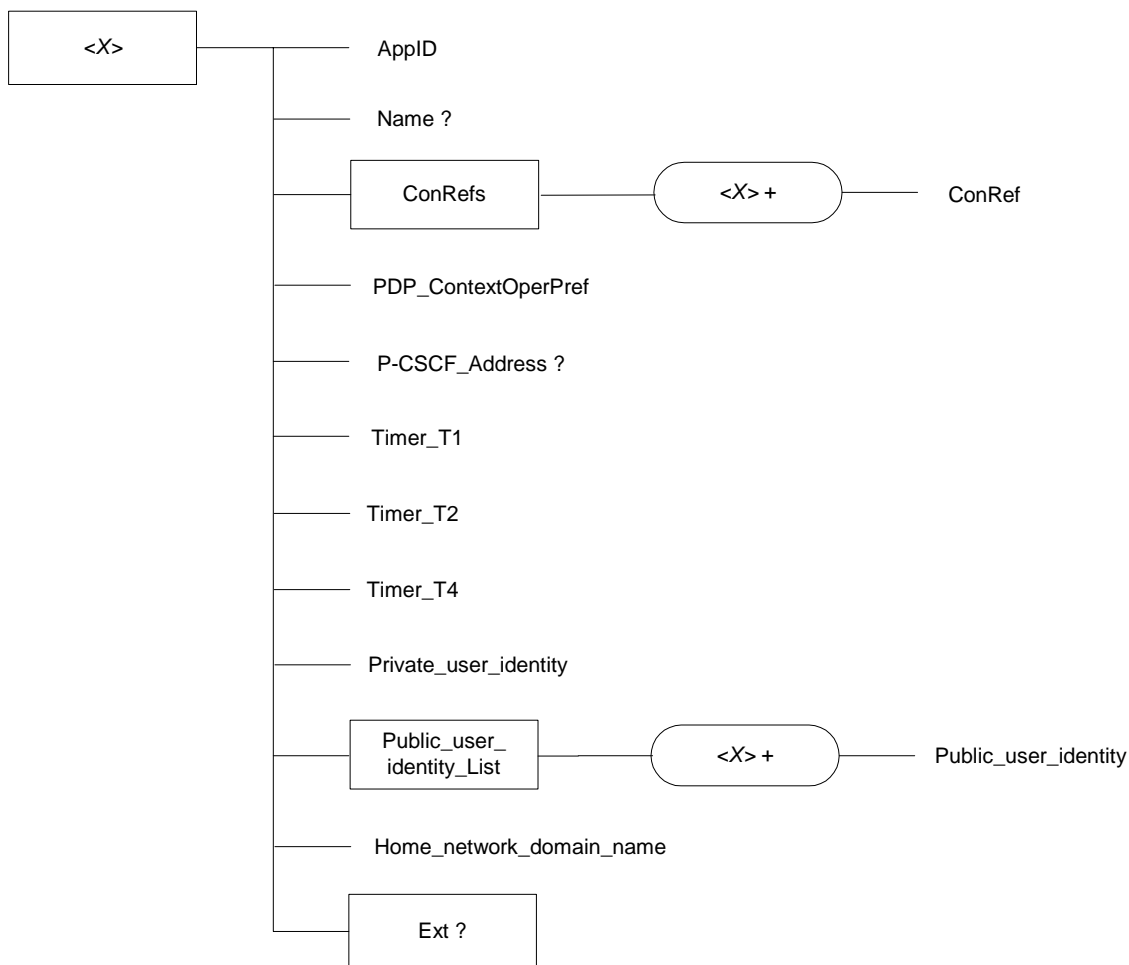 <X>
AppID
Name ?
ConRefs
<X> +
ConRef
PDP_ContextOperPref
P-CSCF_Address ?
Timer_T1
Timer_T2
Timer_T4
Private_user_identity
Public_user_
identity_List
<X> +
Public_user_identity
Home_network_domain_name
Ext ?